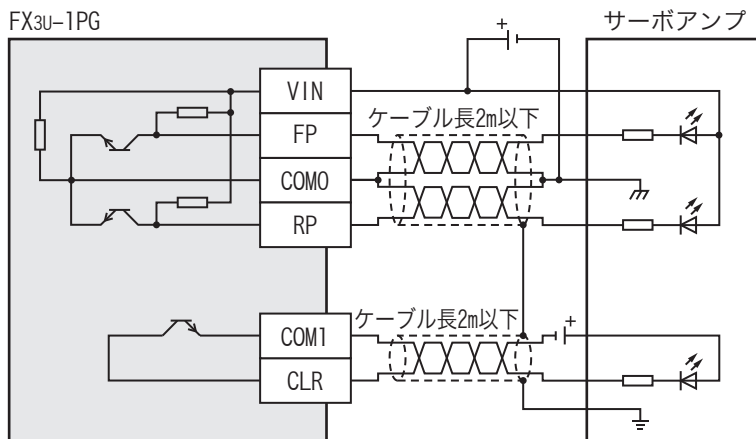 FX3U-1PG
サーボアンプ
+
VIN
ケーブル長2m以下
FP
COM0
RP
ケーブル長2m以下
+
COM1
CLR